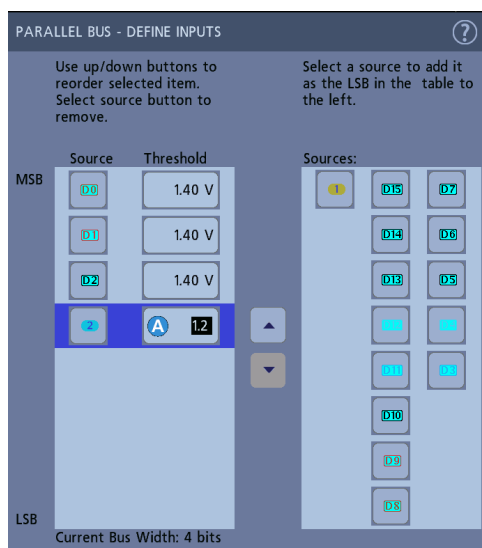 PARALLEL BUS - DEFINE INPUTS
?
Use up/down buttons to
reorder selected item.
Select source button to
remove.
Select a source to add it
as the LSB in the table to
the left.
Source Threshold
Sources:
MSB
D0 1.40 V
D1 1.40 V
D2 1.40 V
2 A 1.2
1 D15 D7
D14 D6
D13 D5
D11 D3
D10
D9
D8
LSB
Current Bus Width: 4 bits